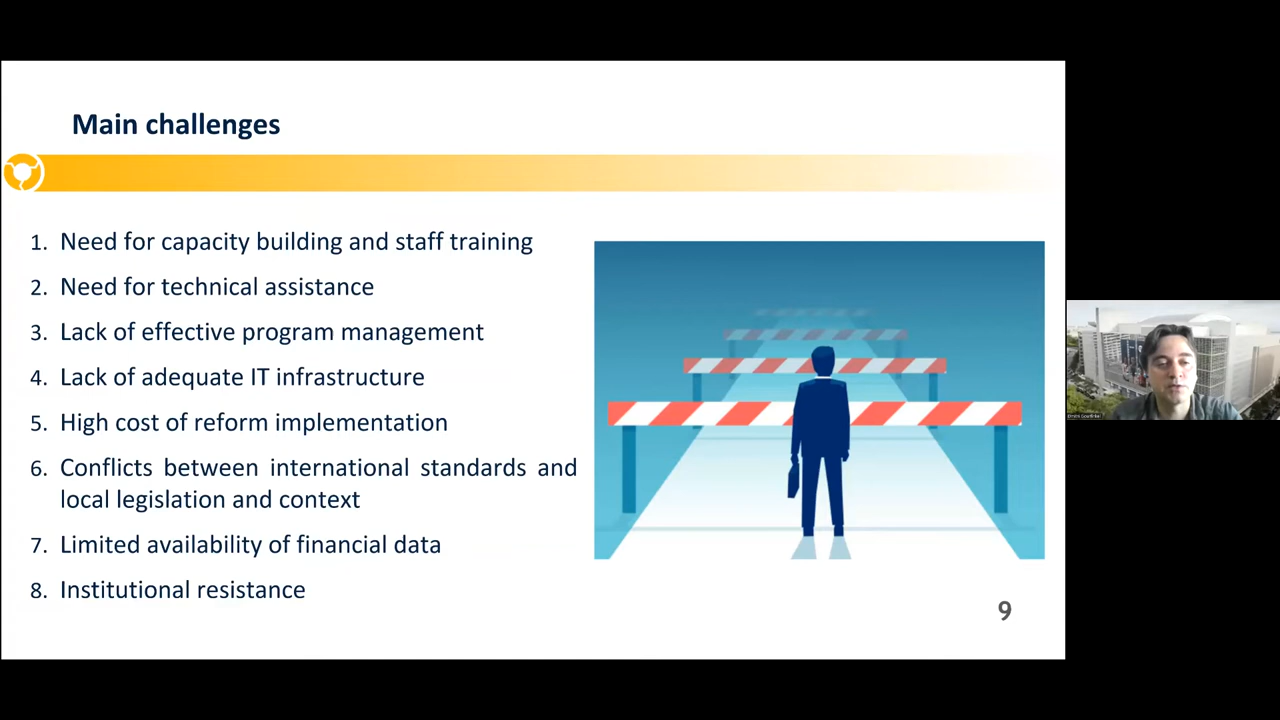 Main challenges
1. Need for capacity building and staff training
2. Need for technical assistance
3. Lack of effective program management
4. Lack of adequate IT infrastructure
5. High cost of reform implementation
6. Conflicts between international standards and
local legislation and context
7. Limited availability of financial data
8. Institutional resistance
9